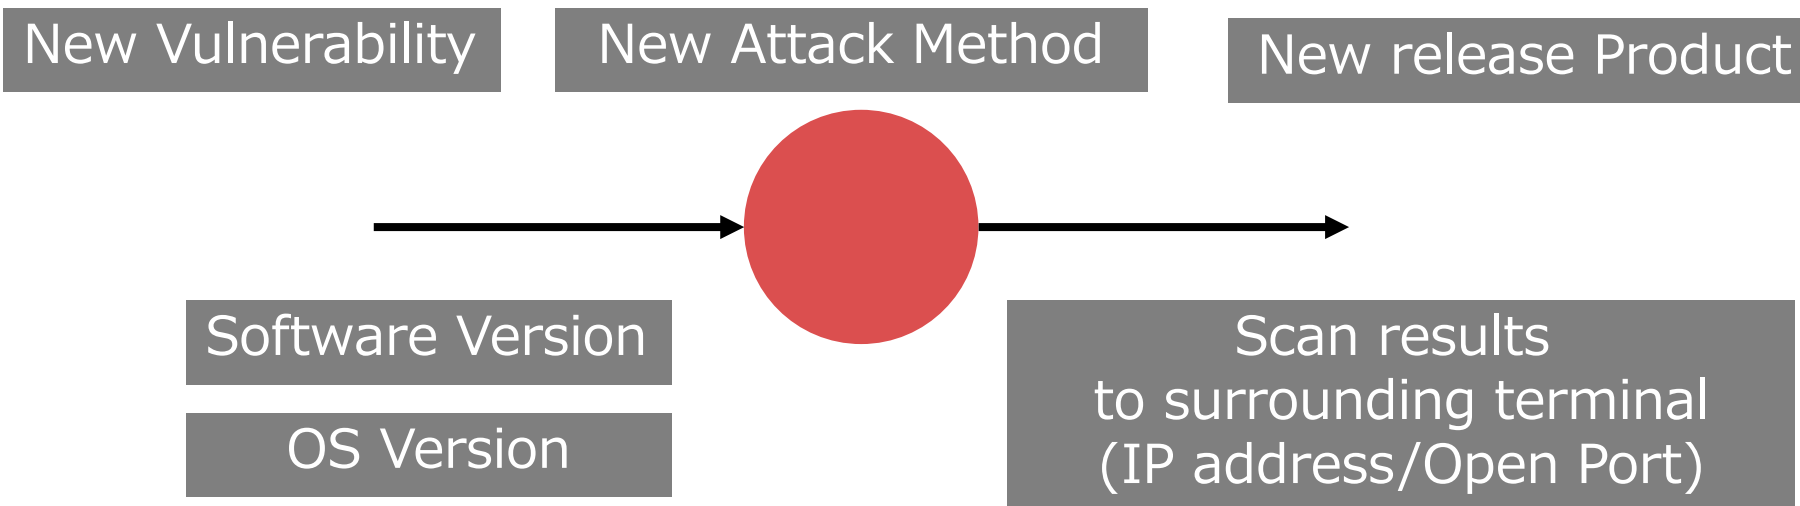 New Vulnerability
New Attack Method
New release Product
Software Version
OS Version
Scan results
to surrounding terminal
(IP address/Open Port)